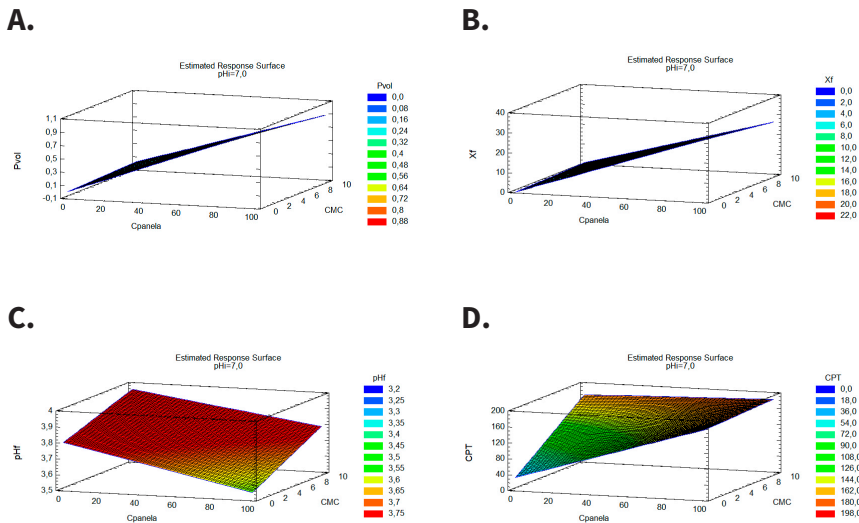 A.
Estimated Response Surface
pHi=7,0
Pvol
1,1
0,9
0,7
0,5
0,3
0,1
-0,1
Pvol
0 20 40 60 80 100
Cpanela
0 2 4 6 8 10
CMC
0,0
0,08
0,16
0,24
0,32
0,4
0,48
0,56
0,64
0,72
0,8
0,88
B.
Estimated Response Surface
pHi=7,0
Xf
40
30
20
10
0
Xf
0 20 40 60 80 100
Cpanela
0 2 4 6 8 10
CMC
0,0
2,0
4,0
6,0
8,0
10,0
12,0
14,0
16,0
18,0
20,0
22,0
C.
Estimated Response Surface
pHi=7,0
pHf
4
3,9
3,8
3,7
3,6
3,5
pHf
0 20 40 60 80 100
Cpanela
0 2 4 6 8 10
CMC
3,2
3,25
3,3
3,35
3,4
3,45
3,5
3,55
3,6
3,65
3,7
3,75
D.
Estimated Response Surface
pHi=7,0
CPT
200
160
120
80
40
0
CPT
0 20 40 60 80 100
Cpanela
0 2 4 6 8 10
CMC
0,0
18,0
36,0
54,0
72,0
90,0
108,0
126,0
144,0
162,0
180,0
198,0